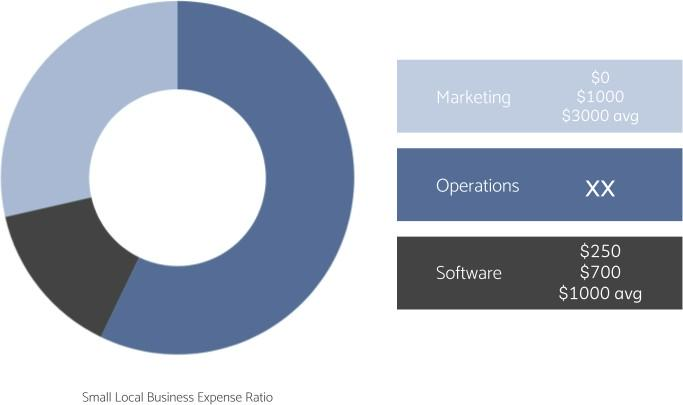 Marketing
$0
$1000
$3000 avg
Operations
XX
Software
$250
$700
$1000 avg
Small Local Business Expense Ratio